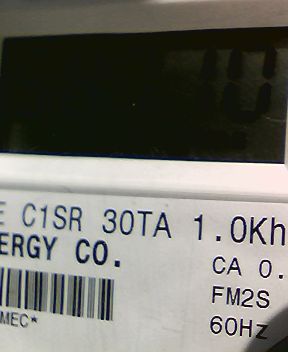 E C1SR 30TA 1.0Kh
ERGY CO.
CA 0.
FM2S
MEC*
60Hz